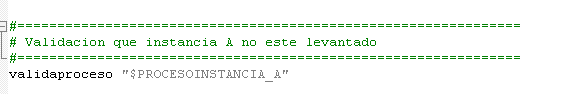 #==============================================================
# Validacion que instancia A no este levantado
#==============================================================
validaproceso "$PROCESOINSTANCIA_A"